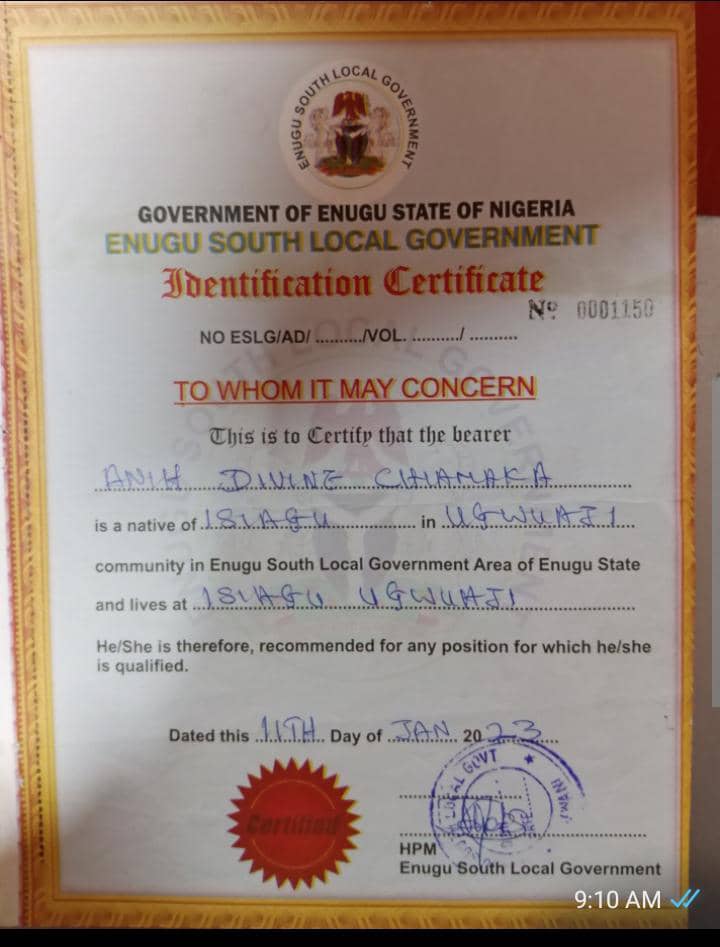 ENUGU SOUTH LOCAL GOVERNMENT
GOVERNMENT OF ENUGU STATE OF NIGERIA
ENUGU SOUTH LOCAL GOVERNMENT
Identification Certificate
Nº 0001150
NO ESLG/AD/ ........../VOL. ........../ ..........
TO WHOM IT MAY CONCERN
This is to Certify that the bearer
ANIH DIVINE CHIAMAKA
is a native of ISIAGU in UGWUAJI
community in Enugu South Local Government Area of Enugu State
and lives at ISIAGU UGWUAJI
He/She is therefore, recommended for any position for which he/she
is qualified.
Dated this 11TH Day of JAN. 2023
Certified
LOCAL GOVT
HPM
Enugu South Local Government
9:10 AM